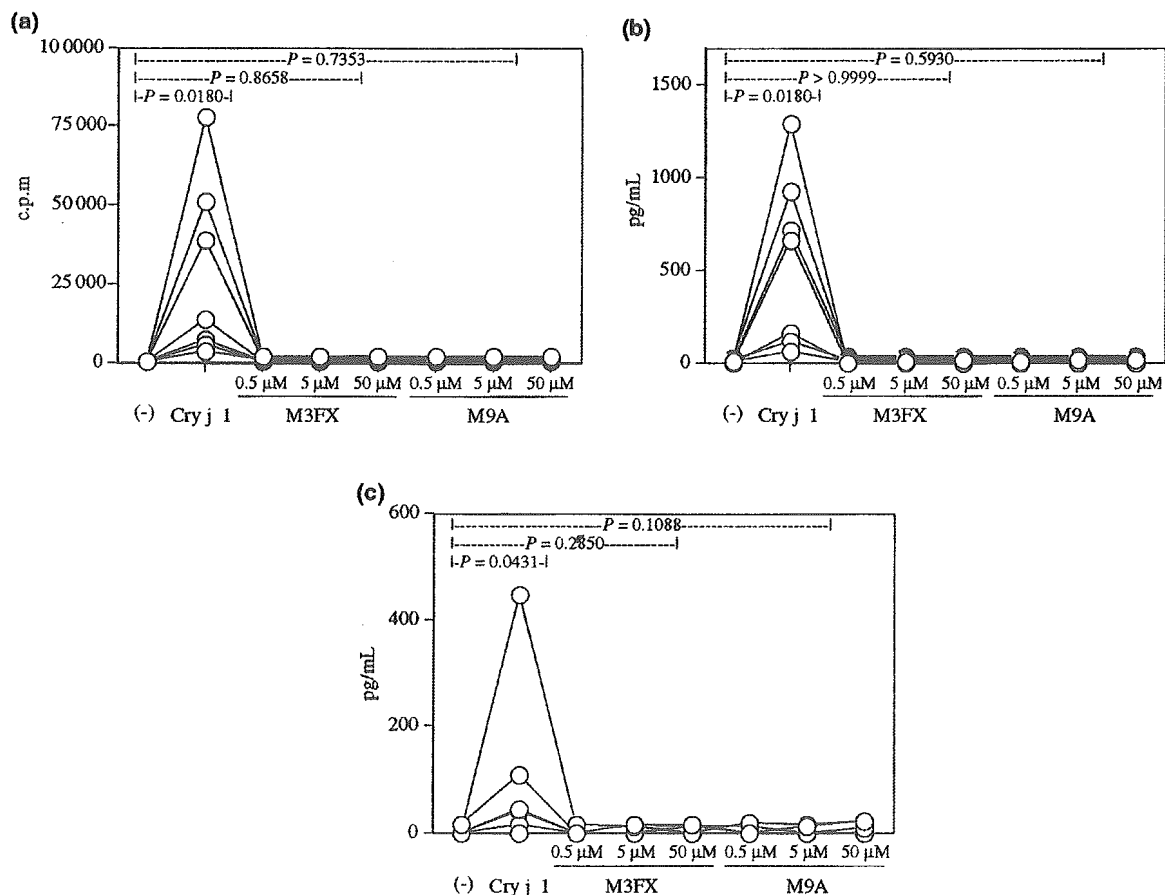 (a)
100000
75000
50000
25000
0
c.p.m
P = 0.7353
P = 0.8658
P = 0.0180
0.5 µM 5 µM 50 µM 0.5 µM 5 µM 50 µM
(-) Cry j 1 M3FX M9A
(b)
1500
1000
500
0
pg/mL
P = 0.5930
P > 0.9999
P = 0.0180
0.5 µM 5 µM 50 µM 0.5 µM 5 µM 50 µM
(-) Cry j 1 M3FX M9A
(c)
600
400
200
0
pg/mL
P = 0.1088
P = 0.2850
P = 0.0431
0.5 µM 5 µM 50 µM 0.5 µM 5 µM 50 µM
(-) Cry j 1 M3FX M9A